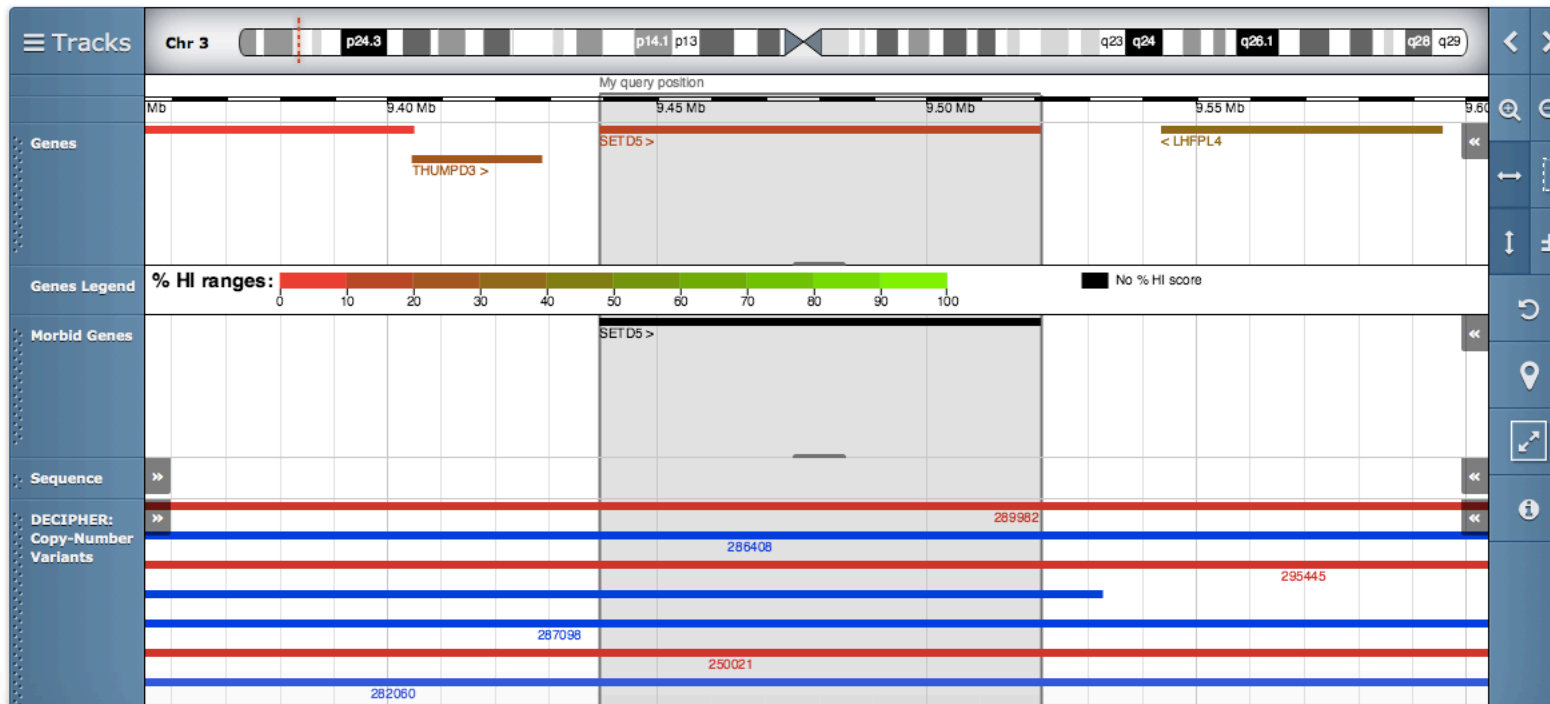 Tracks
Chr 3
p24.3
p14.1 p13
q23 q24
q26.1
q28 q29
My query position
Mb
9.40 Mb
9.45 Mb
9.50 Mb
9.55 Mb
9.60
Genes
SETD5 >
< LHFPL4
THUMPD3 >
Genes Legend
% HI ranges:
0 10 20 30 40 50 60 70 80 90 100
No % HI score
Morbid Genes
SETD5 >
Sequence
DECIPHER:
Copy-Number
Variants
289982
286408
295445
287098
250021
282060